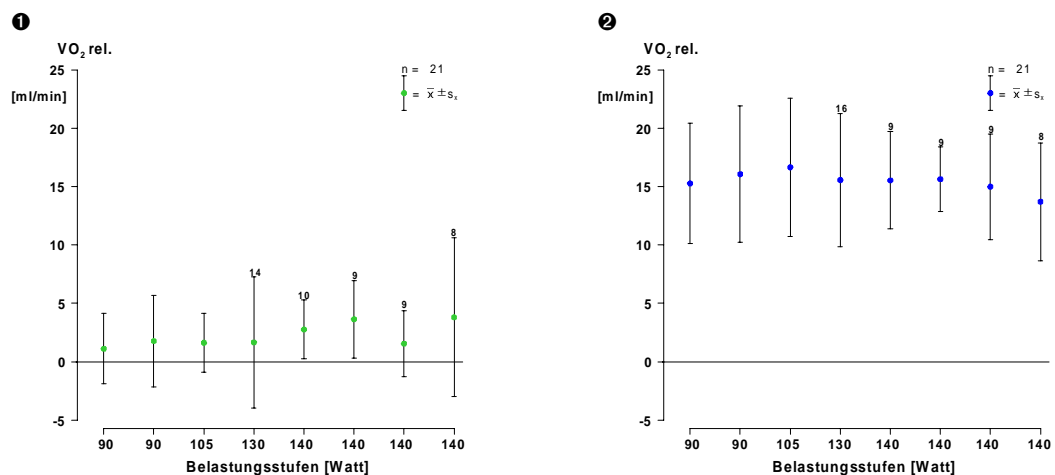 ❶
VO₂ rel.
[ml/min]
n = 21
= x̅ ± sₓ
25
20
15
10
5
0
-5
14
10
9
9
8
90 90 105 130 140 140 140 140
Belastungsstufen [Watt]
❷
VO₂ rel.
[ml/min]
n = 21
= x̅ ± sₓ
25
20
15
10
5
0
-5
16
9
9
9
8
90 90 105 130 140 140 140 140
Belastungsstufen [Watt]